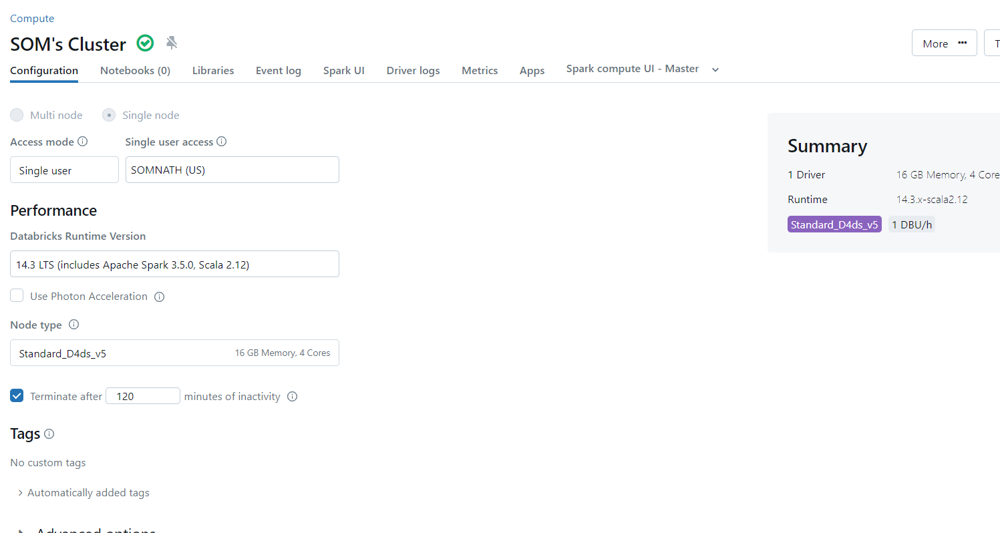 Compute
SOM's Cluster
More ... T
Configuration Notebooks (0) Libraries Event log Spark UI Driver logs Metrics Apps Spark compute UI - Master
Multi node Single node
Access mode Single user access
Single user SOMNATH (US)
Performance
Databricks Runtime Version
14.3 LTS (includes Apache Spark 3.5.0, Scala 2.12)
Use Photon Acceleration
Node type
Standard_D4ds_v5 16 GB Memory, 4 Cores
Terminate after 120 minutes of inactivity
Tags
No custom tags
Automatically added tags
Advanced options
Summary
1 Driver 16 GB Memory, 4 Core
Runtime 14.3.x-scala2.12
Standard_D4ds_v5 1 DBU/h